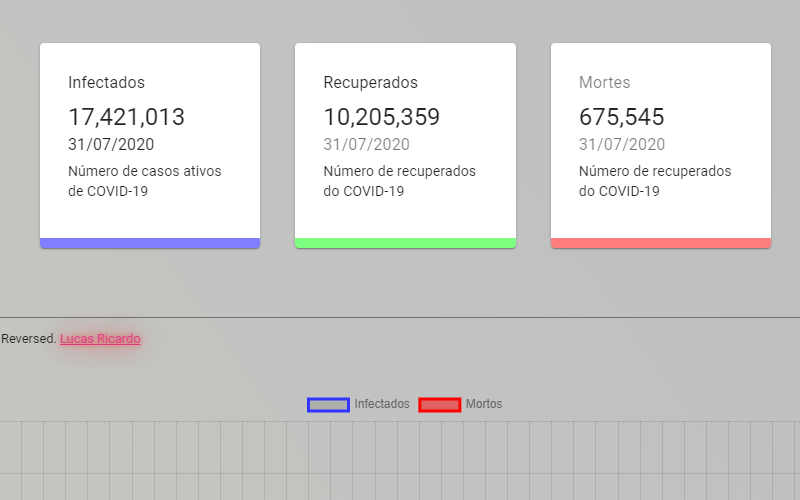 Infectados
17,421,013
31/07/2020
Número de casos ativos
de COVID-19
Recuperados
10,205,359
31/07/2020
Número de recuperados
do COVID-19
Mortes
675,545
31/07/2020
Número de recuperados
do COVID-19
Reversed. Lucas Ricardo
Infectados Mortos